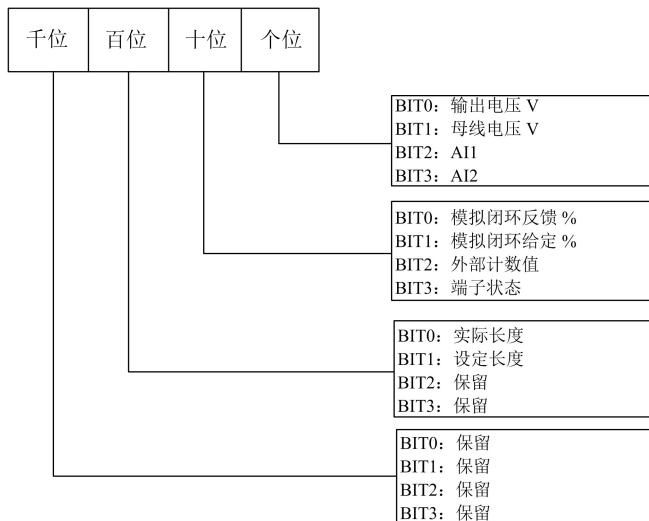 千位 百位 十位 个位
BIT0：输出电压 V
BIT1：母线电压 V
BIT2：AI1
BIT3：AI2
BIT0：模拟闭环反馈 %
BIT1：模拟闭环给定 %
BIT2：外部计数值
BIT3：端子状态
BIT0：实际长度
BIT1：设定长度
BIT2：保留
BIT3：保留
BIT0：保留
BIT1：保留
BIT2：保留
BIT3：保留